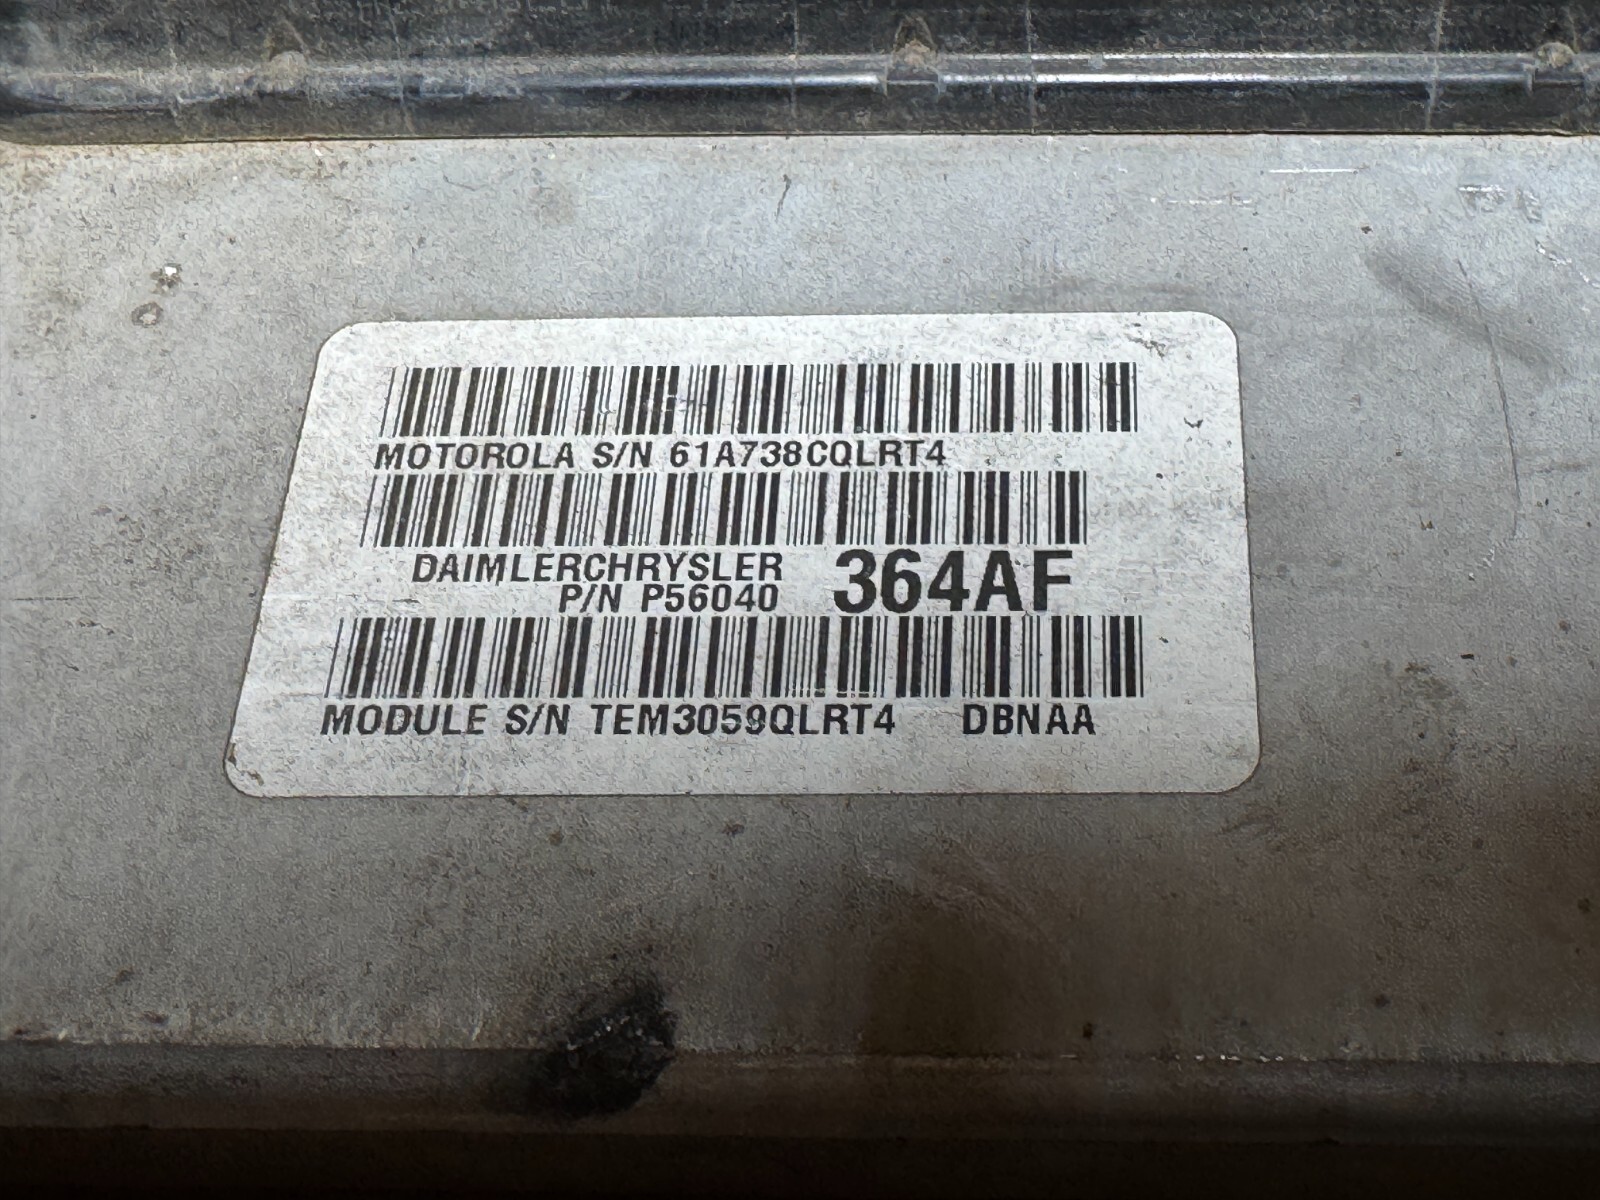 MOTOROLA S/N 61A738CQLRT4
DAIMLERCHRYSLER
P/N P56040 364AF
MODULE S/N TEM3059QLRT4 DBNAA